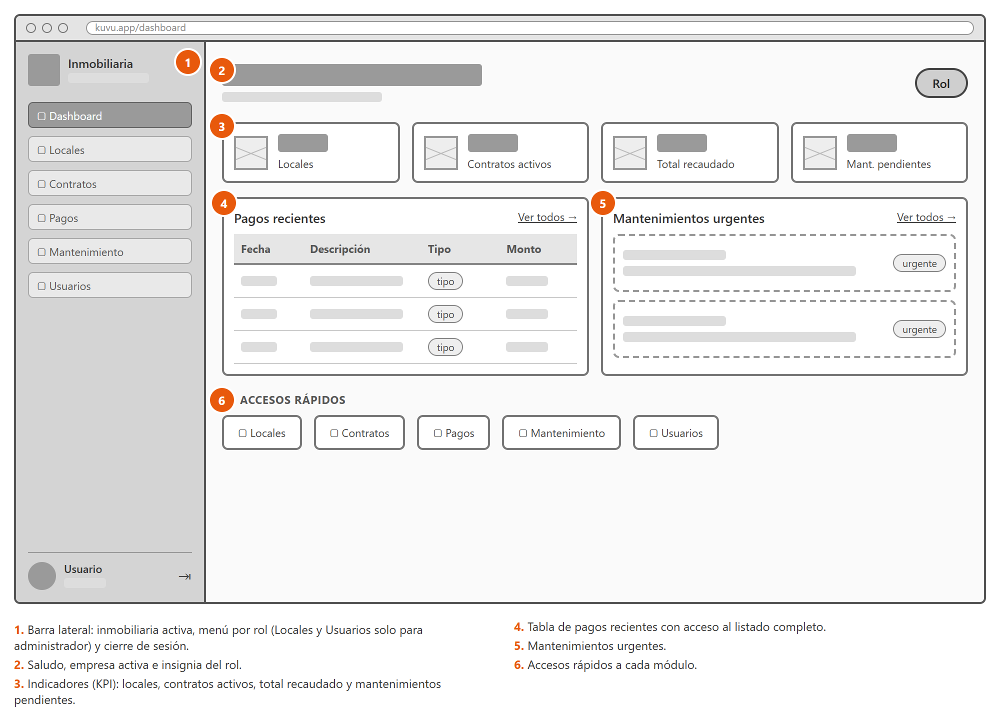 kuvu.app/dashboard
Inmobiliaria
1
Dashboard
Locales
Contratos
Pagos
Mantenimiento
Usuarios
Usuario
2
Rol
3
Locales
Contratos activos
Total recaudado
Mant. pendientes
4
Pagos recientes
Ver todos →
Fecha Descripción Tipo Monto
tipo
tipo
tipo
5
Mantenimientos urgentes
Ver todos →
urgente
urgente
6
ACCESOS RÁPIDOS
Locales
Contratos
Pagos
Mantenimiento
Usuarios
1. Barra lateral: inmobiliaria activa, menú por rol (Locales y Usuarios solo para
administrador) y cierre de sesión.
2. Saludo, empresa activa e insignia del rol.
3. Indicadores (KPI): locales, contratos activos, total recaudado y mantenimientos
pendientes.
4. Tabla de pagos recientes con acceso al listado completo.
5. Mantenimientos urgentes.
6. Accesos rápidos a cada módulo.